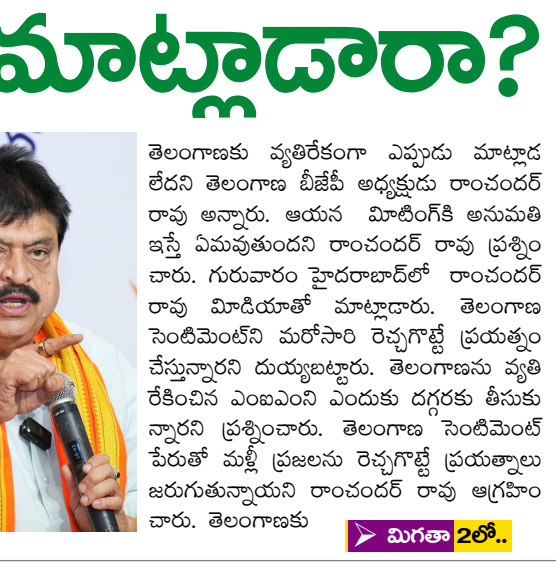 మాట్లాడారా?
తెలంగాణకు వ్యతిరేకంగా ఎప్పుడు మాట్లాడ
లేదని తెలంగాణ బీజేపీ అధ్యక్షుడు రాంచందర్
రావు అన్నారు. ఆయన మీటింగ్‌కి అనుమతి
ఇస్తే ఏమవుతుందని రాంచందర్ రావు ప్రశ్నిం
చారు. గురువారం హైదరాబాద్‌లో రాంచందర్
రావు మీడియాతో మాట్లాడారు. తెలంగాణ
సెంటిమెంట్‌ని మరోసారి రెచ్చగొట్టే ప్రయత్నం
చేస్తున్నారని దుయ్యబట్టారు. తెలంగాణను వ్యతి
రేకించిన ఎంఐఎంని ఎందుకు దగ్గరకు తీసుకు
న్నారని ప్రశ్నించారు. తెలంగాణ సెంటిమెంట్
పేరుతో మళ్లీ ప్రజలను రెచ్చగొట్టే ప్రయత్నాలు
జరుగుతున్నాయని రాంచందర్ రావు ఆగ్రహిం
చారు. తెలంగాణకు
మిగతా 2లో..